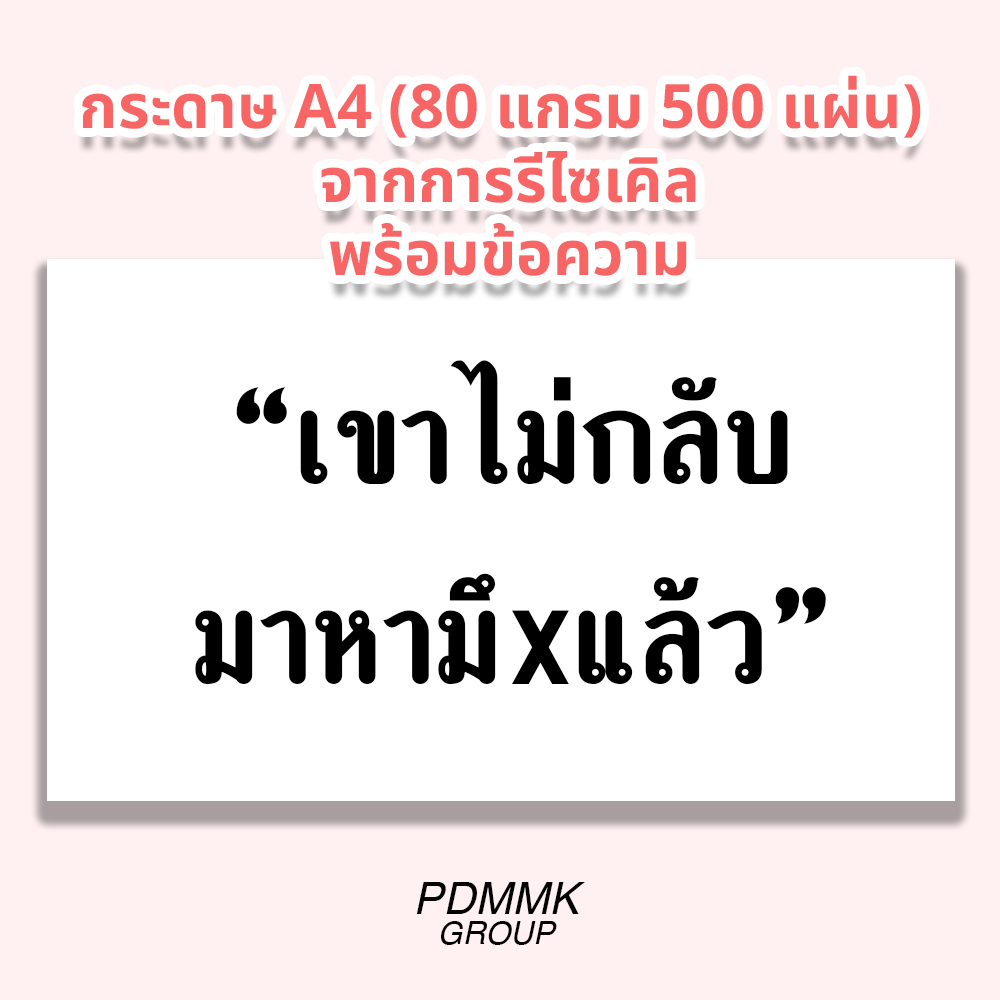 กระดาษ A4 (80 แกรม 500 แผ่น)
จากการรีไซเคิล
พร้อมข้อความ
“เขาไม่กลับ
มาหามึxแล้ว”
PDMMK
GROUP